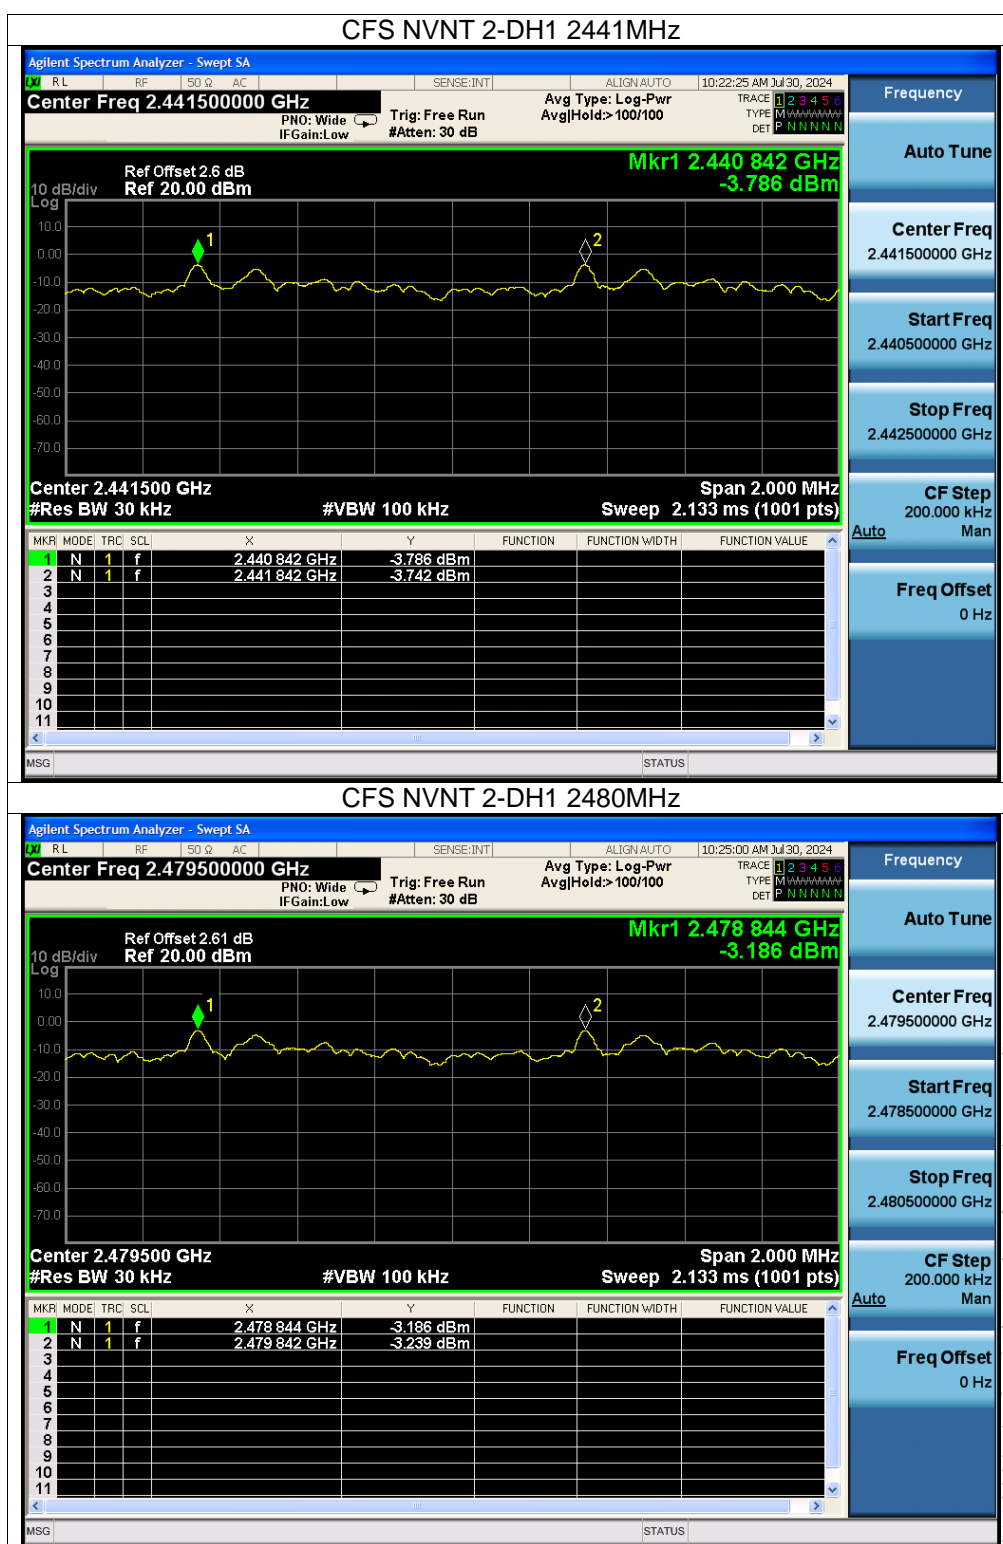 CFS NVNT 2-DH1 2441MHz
Agilent Spectrum Analyzer - Swept SA
LXI RL RF 50 Ω AC SENSE:INT ALIGNAUTO 10:22:25 AM Jul 30, 2024
Center Freq 2.441500000 GHz
PNO: Wide
IFGain:Low
Trig: Free Run
#Atten: 30 dB
Avg Type: Log-Pwr
Avg|Hold:> 100/100
TRACE 1 2 3 4 5 6
TYPE M WWWWW
DET P N N N N N
Frequency
Auto Tune
Center Freq
2.441500000 GHz
Start Freq
2.440500000 GHz
Stop Freq
2.442500000 GHz
CF Step
200.000 kHz
Auto Man
Freq Offset
0 Hz
Mkr1 2.440 842 GHz
-3.786 dBm
Ref Offset 2.6 dB
10 dB/div Ref 20.00 dBm
Log
10.0
0.00
-10.0
-20.0
-30.0
-40.0
-50.0
-60.0
-70.0
1
2
Center 2.441500 GHz Span 2.000 MHz
#Res BW 30 kHz #VBW 100 kHz Sweep 2.133 ms (1001 pts)
MKR MODE TRC SCL X Y FUNCTION FUNCTION WIDTH FUNCTION VALUE
1 N 1 f 2.440 842 GHz -3.786 dBm
2 N 1 f 2.441 842 GHz -3.742 dBm
3
4
5
6
7
8
9
10
11
MSG STATUS
CFS NVNT 2-DH1 2480MHz
Agilent Spectrum Analyzer - Swept SA
LXI RL RF 50 Ω AC SENSE:INT ALIGNAUTO 10:25:00 AM Jul 30, 2024
Center Freq 2.479500000 GHz
PNO: Wide
IFGain:Low
Trig: Free Run
#Atten: 30 dB
Avg Type: Log-Pwr
Avg|Hold:> 100/100
TRACE 1 2 3 4 5 6
TYPE M WWWWW
DET P N N N N N
Frequency
Auto Tune
Center Freq
2.479500000 GHz
Start Freq
2.478500000 GHz
Stop Freq
2.480500000 GHz
CF Step
200.000 kHz
Auto Man
Freq Offset
0 Hz
Mkr1 2.478 844 GHz
-3.186 dBm
Ref Offset 2.61 dB
10 dB/div Ref 20.00 dBm
Log
10.0
0.00
-10.0
-20.0
-30.0
-40.0
-50.0
-60.0
-70.0
1
2
Center 2.479500 GHz Span 2.000 MHz
#Res BW 30 kHz #VBW 100 kHz Sweep 2.133 ms (1001 pts)
MKR MODE TRC SCL X Y FUNCTION FUNCTION WIDTH FUNCTION VALUE
1 N 1 f 2.478 844 GHz -3.186 dBm
2 N 1 f 2.479 842 GHz -3.239 dBm
3
4
5
6
7
8
9
10
11
MSG STATUS